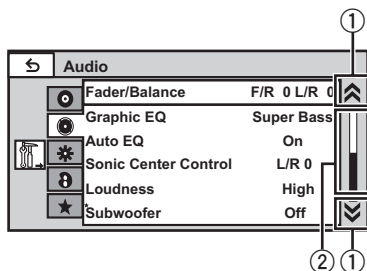 ①
Audio
Fader/Balance F/R 0 L/R 0
Graphic EQ Super Bass
Auto EQ On
Sonic Center Control L/R 0
Loudness High
*Subwoofer Off
② ①